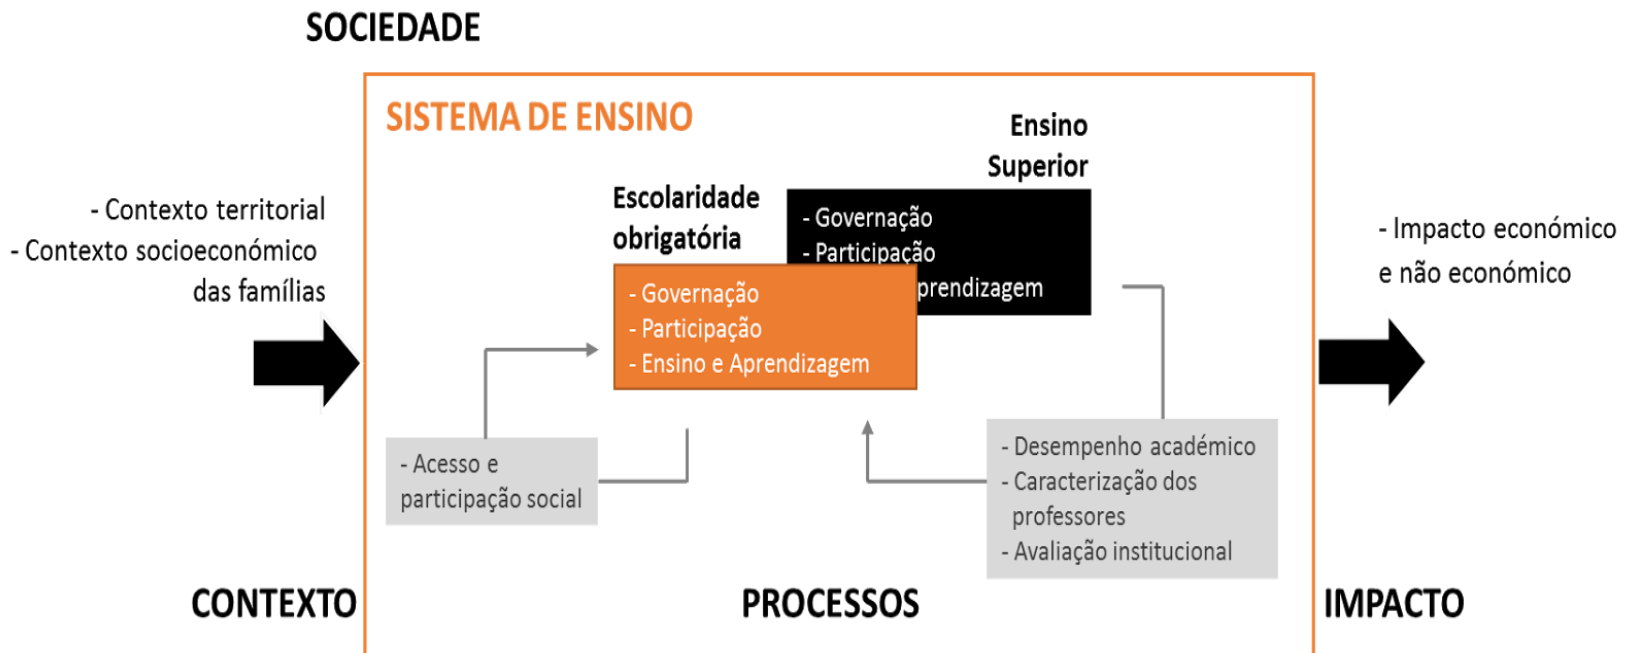 SOCIEDADE
SISTEMA DE ENSINO
- Contexto territorial
- Contexto socioeconómico
das famílias
Escolaridade
obrigatória
- Governação
- Participação
- Ensino e Aprendizagem
Ensino
Superior
- Governação
- Participação
prendizagem
- Impacto económico
e não económico
- Acesso e
participação social
- Desempenho académico
- Caracterização dos
professores
- Avaliação institucional
CONTEXTO
PROCESSOS
IMPACTO